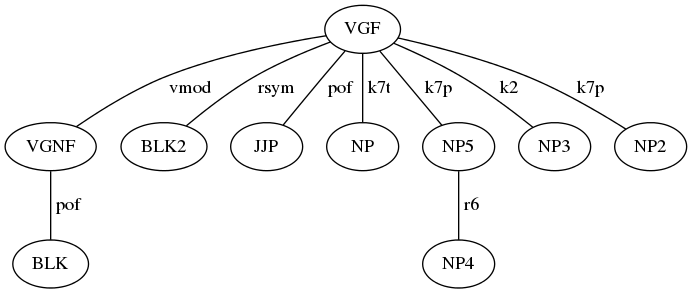 VGF
vmod rsym pof k7t k7p k2 k7p
VGNF BLK2 JJP NP NP5 NP3 NP2
pof r6
BLK NP4